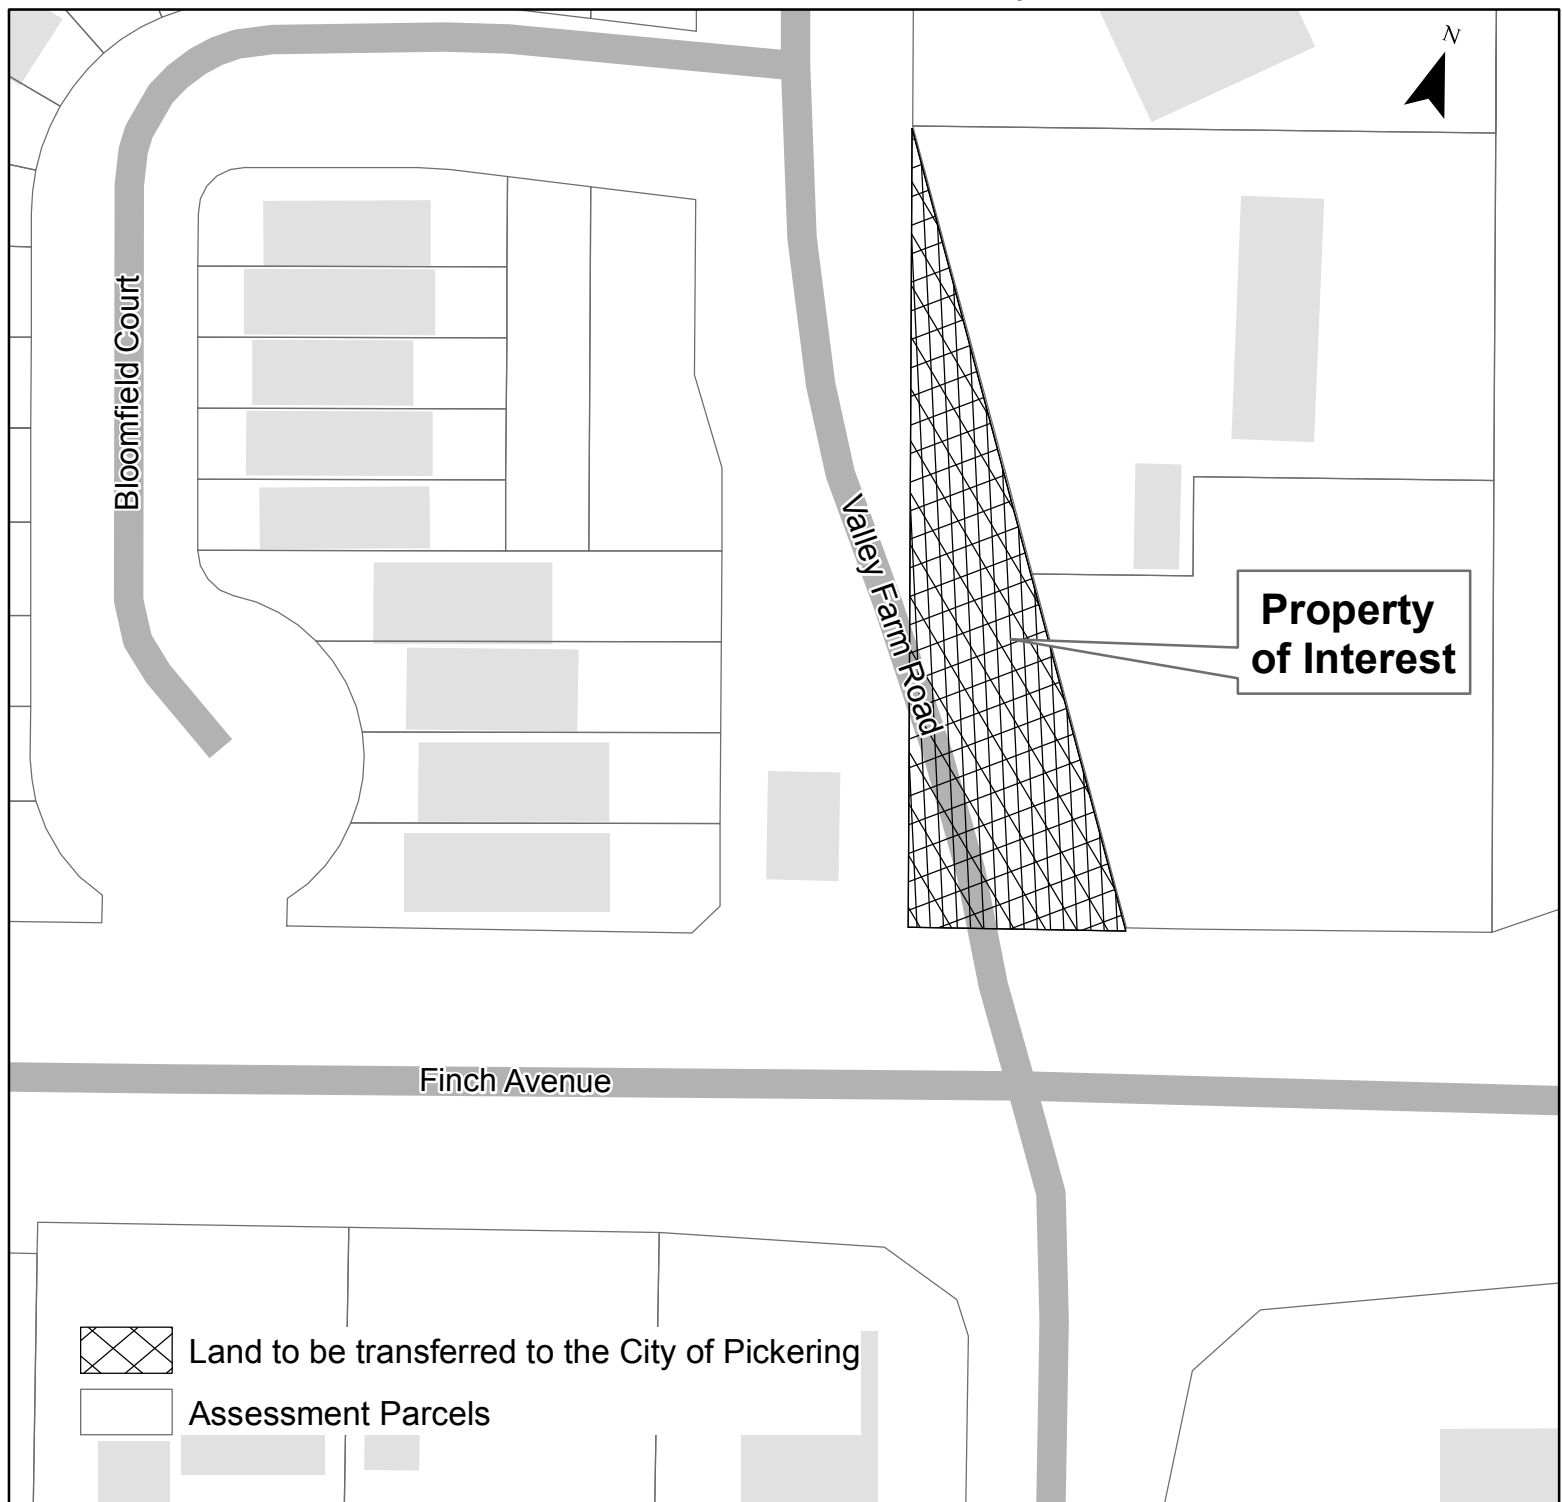 N
Bloomfield Court
Valley Farm Road
Property
of Interest
Finch Avenue
Land to be transferred to the City of Pickering
Assessment Parcels